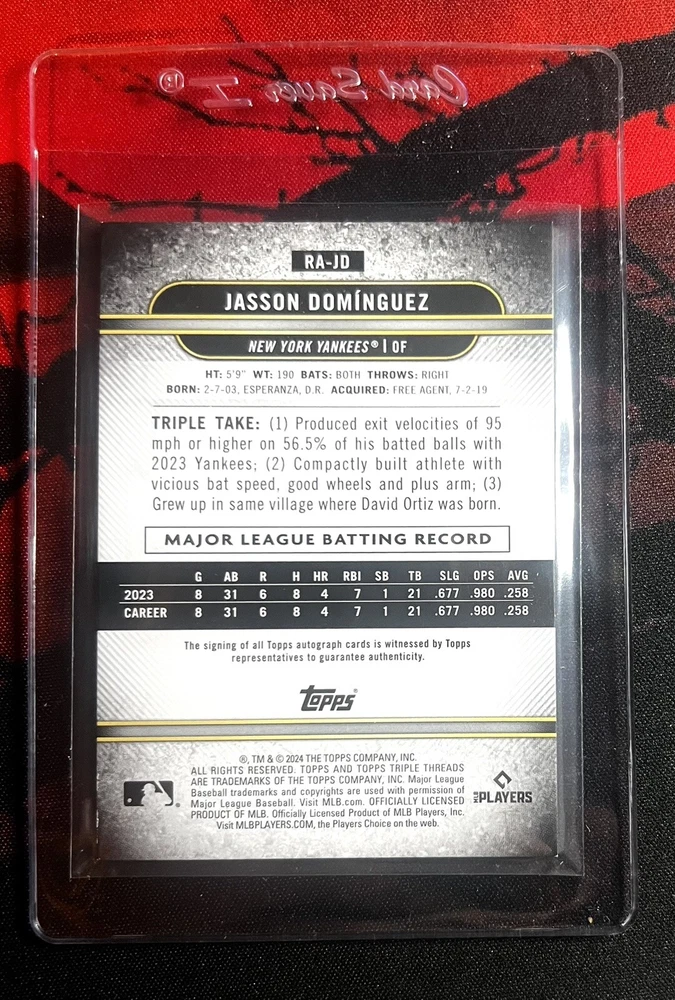 Card Saver I®
RA-JD
JASSON DOMÍNGUEZ
NEW YORK YANKEES® | OF
HT: 5'9" WT: 190 BATS: BOTH THROWS: RIGHT
BORN: 2-7-03, ESPERANZA, D.R. ACQUIRED: FREE AGENT, 7-2-19
TRIPLE TAKE: (1) Produced exit velocities of 95
mph or higher on 56.5% of his batted balls with
2023 Yankees; (2) Compactly built athlete with
vicious bat speed, good wheels and plus arm; (3)
Grew up in same village where David Ortiz was born.
MAJOR LEAGUE BATTING RECORD
G AB R H HR RBI SB TB SLG OPS AVG
2023 8 31 6 8 4 7 1 21 .677 .980 .258
CAREER 8 31 6 8 4 7 1 21 .677 .980 .258
The signing of all Topps autograph cards is witnessed by Topps
representatives to guarantee authenticity.
topps®
®, TM & © 2024 THE TOPPS COMPANY, INC.
ALL RIGHTS RESERVED. TOPPS AND TOPPS TRIPLE THREADS
ARE TRADEMARKS OF THE TOPPS COMPANY, INC. Major League
Baseball trademarks and copyrights are used with permission of
Major League Baseball. Visit MLB.com. OFFICIALLY LICENSED
PRODUCT OF MLB. Officially Licensed Product of MLB Players, Inc.
Visit MLBPLAYERS.COM, the Players Choice on the web.
MLB PLAYERS